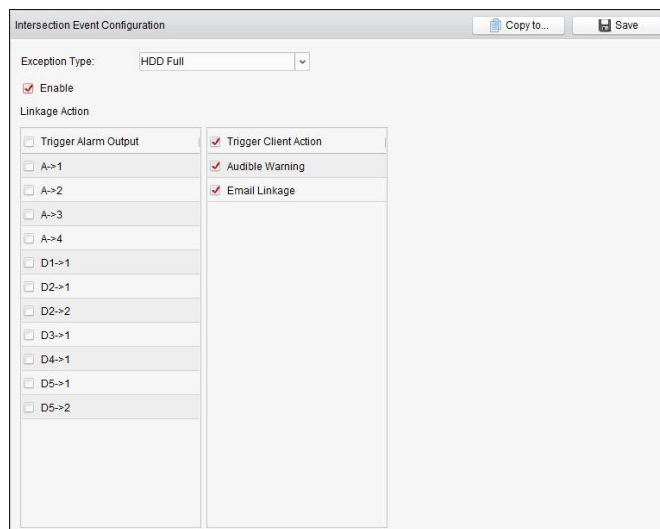 Intersection Event Configuration
Copy to...
Save
Exception Type:
HDD Full
Enable
Linkage Action
Trigger Alarm Output
A->1
A->2
A->3
A->4
D1->1
D2->1
D2->2
D3->1
D4->1
D5->1
D5->2
Trigger Client Action
Audible Warning
Email Linkage